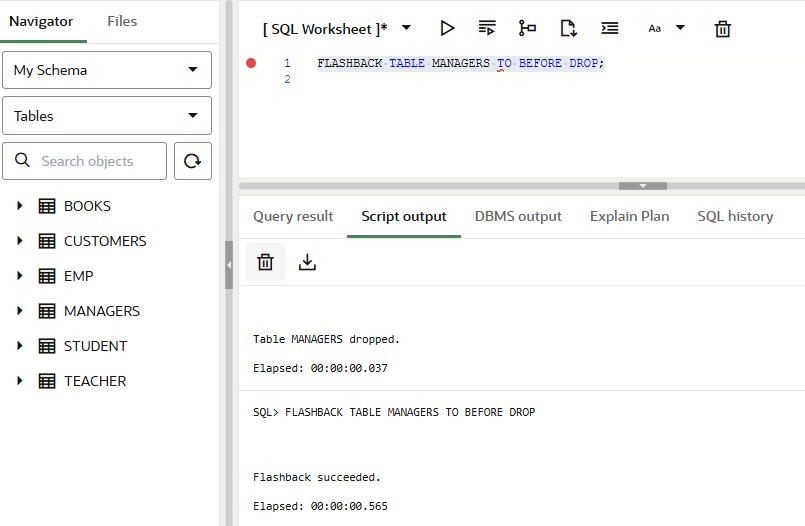 Navigator Files
My Schema
Tables
Search objects
BOOKS
CUSTOMERS
EMP
MANAGERS
STUDENT
TEACHER
[ SQL Worksheet ]* Aa
1 FLASHBACK TABLE MANAGERS TO BEFORE DROP;
2
Query result Script output DBMS output Explain Plan SQL history
Table MANAGERS dropped.
Elapsed: 00:00:00.037
SQL> FLASHBACK TABLE MANAGERS TO BEFORE DROP
Flashback succeeded.
Elapsed: 00:00:00.565